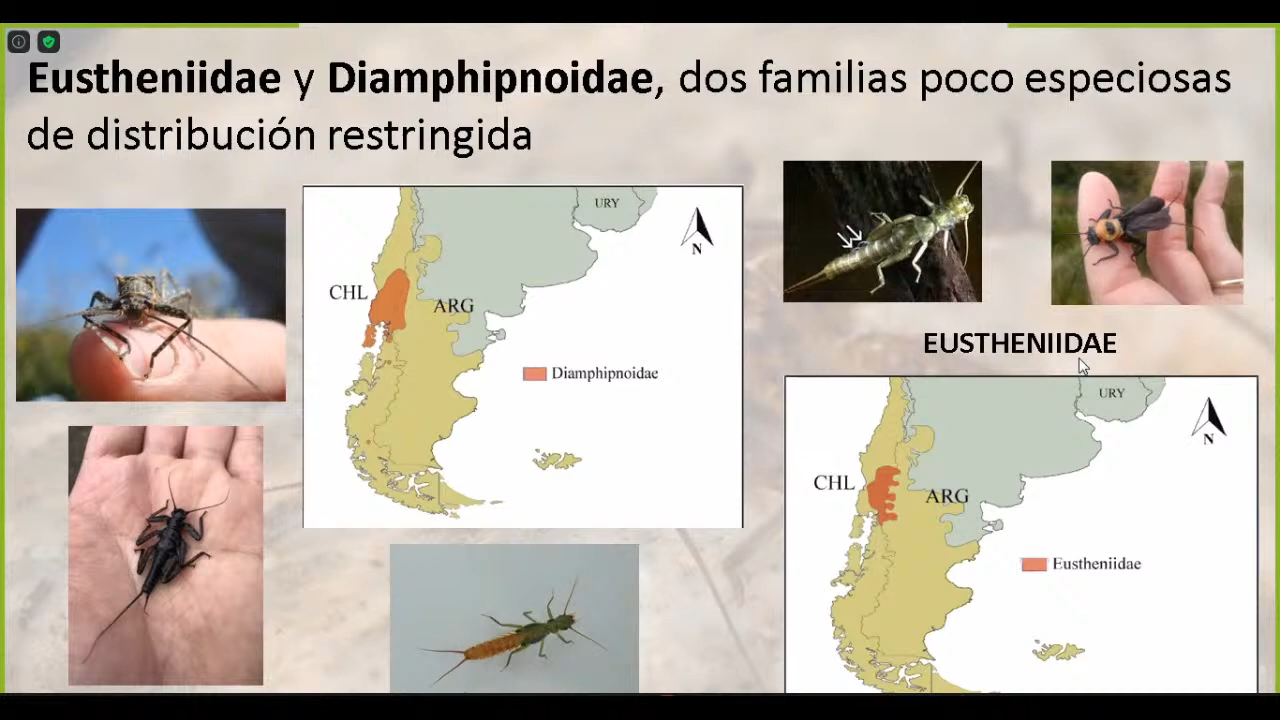 Eustheniidae y Diamphipnoidae, dos familias poco especiosas
de distribución restringida
URY
N
CHL
ARG
Diamphipnoidae
EUSTHENIIDAE
URY
N
CHL
ARG
Eustheniidae